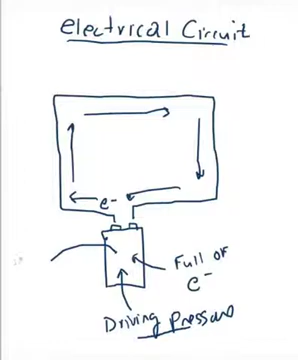 Electrical Circuit
e-
Full of
e-
Driving Pressure